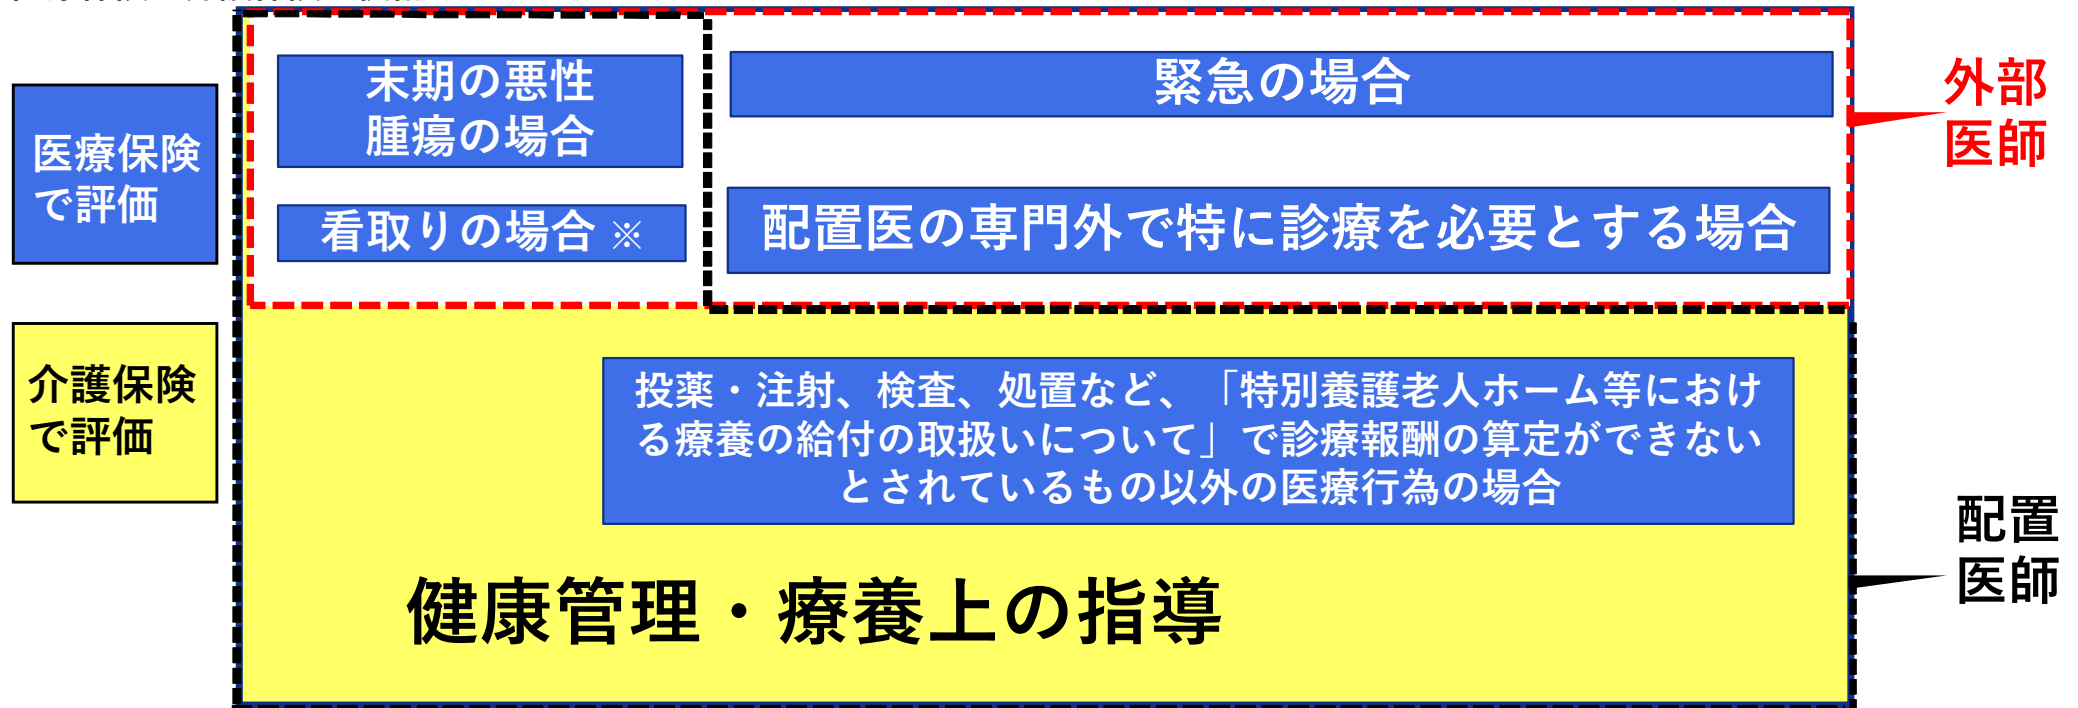 医療保険
で評価
介護保険
で評価
末期の悪性
腫瘍の場合
看取りの場合 ※
緊急の場合
配置医の専門外で特に診療を必要とする場合
投薬・注射、検査、処置など、「特別養護老人ホーム等におけ
る療養の給付の取扱いについて」で診療報酬の算定ができない
とされているもの以外の医療行為の場合
健康管理・療養上の指導
外部
医師
配置
医師